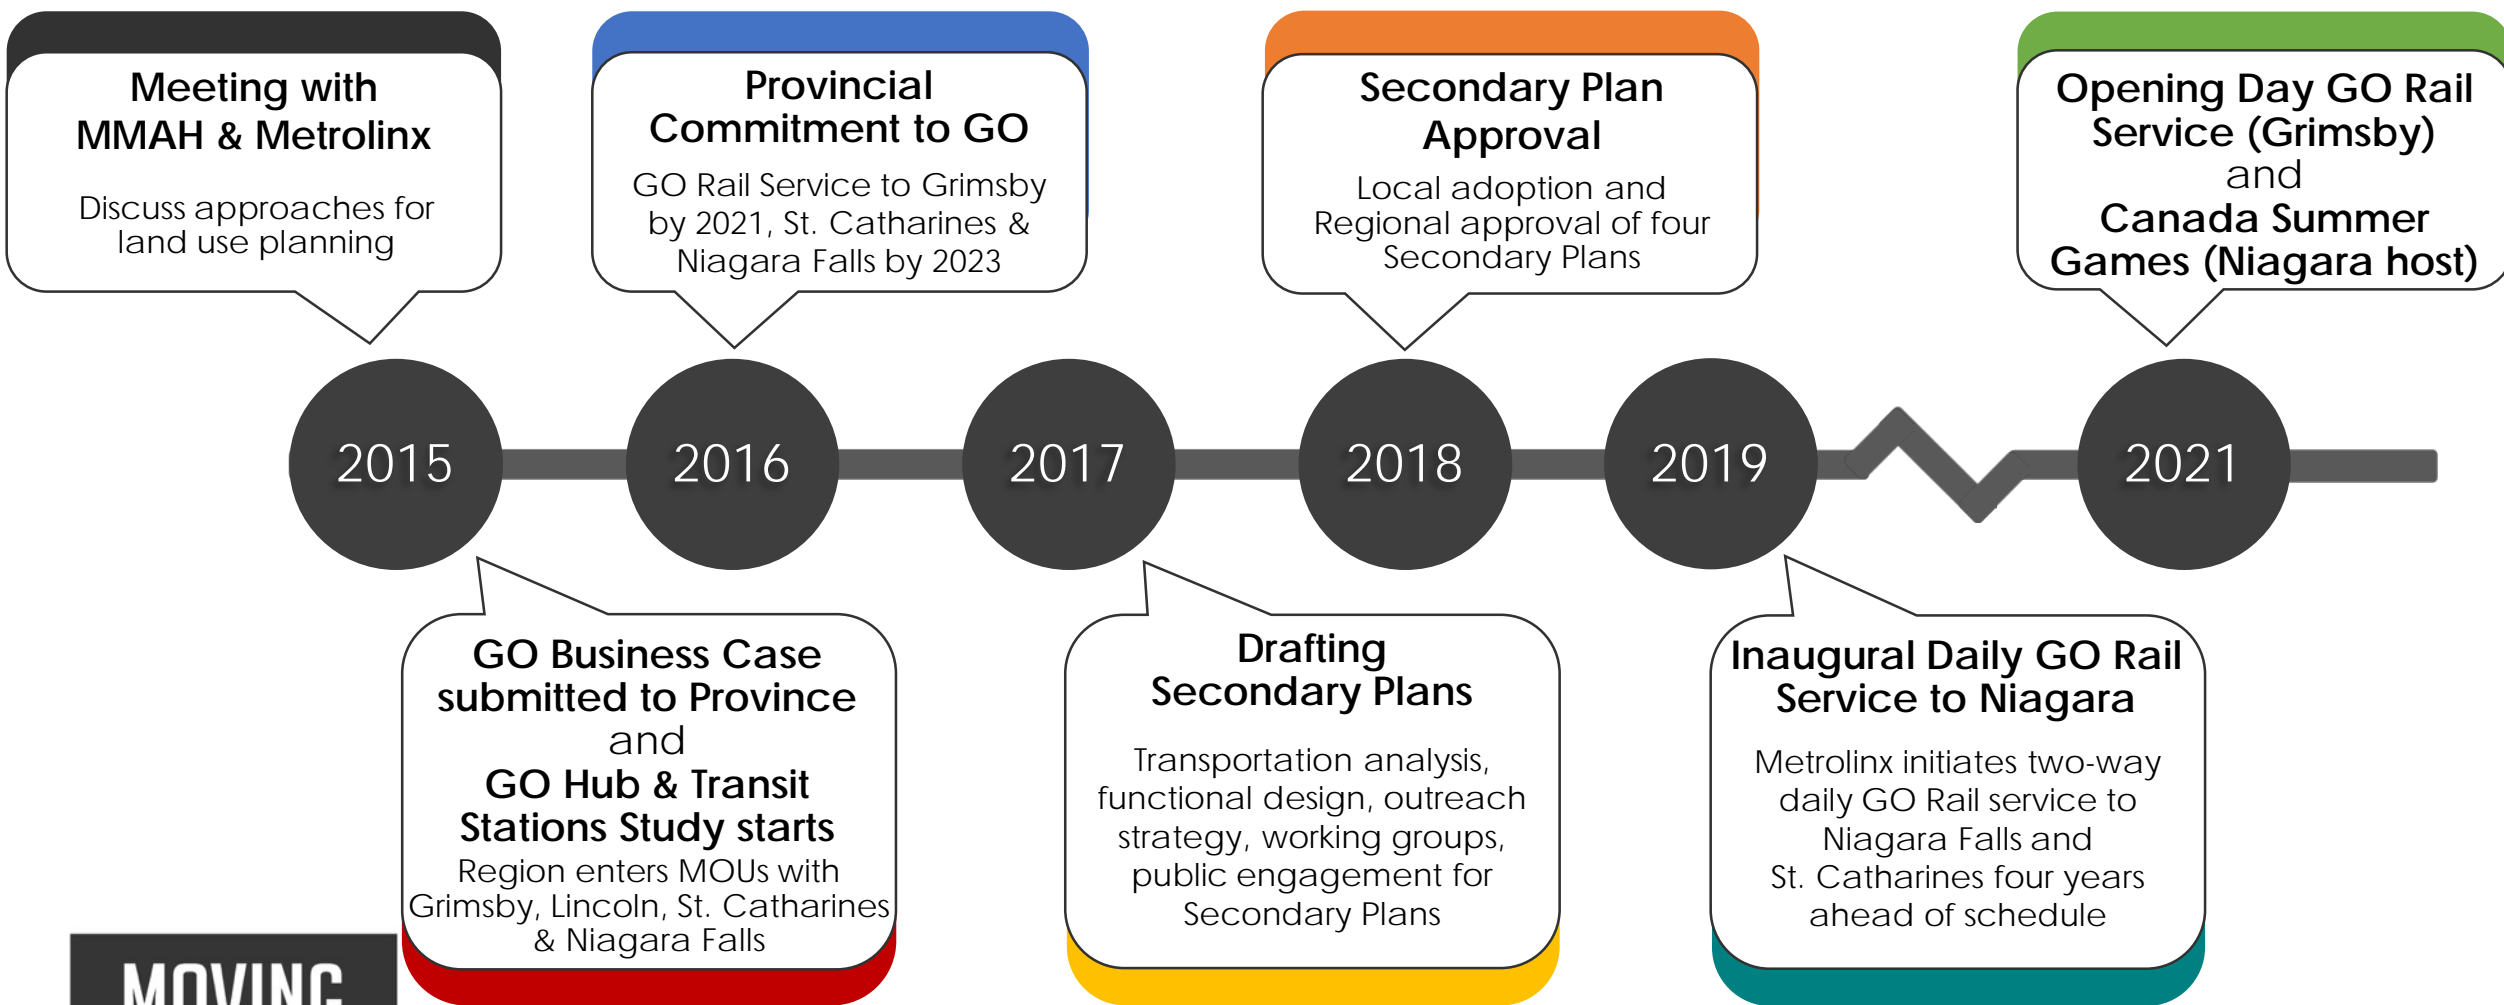 Meeting with
MMAH & Metrolinx
Discuss approaches for
land use planning
Provincial
Commitment to GO
GO Rail Service to Grimsby
by 2021, St. Catharines &
Niagara Falls by 2023
Secondary Plan
Approval
Local adoption and
Regional approval of four
Secondary Plans
Opening Day GO Rail
Service (Grimsby)
and
Canada Summer
Games (Niagara host)
2015
2016
2017
2018
2019
2021
GO Business Case
submitted to Province
and
GO Hub & Transit
Stations Study starts
Region enters MOUs with
Grimsby, Lincoln, St. Catharines
& Niagara Falls
Drafting
Secondary Plans
Transportation analysis,
functional design, outreach
strategy, working groups,
public engagement for
Secondary Plans
Inaugural Daily GO Rail
Service to Niagara
Metrolinx initiates two-way
daily GO Rail service to
Niagara Falls and
St. Catharines four years
ahead of schedule
MOVING